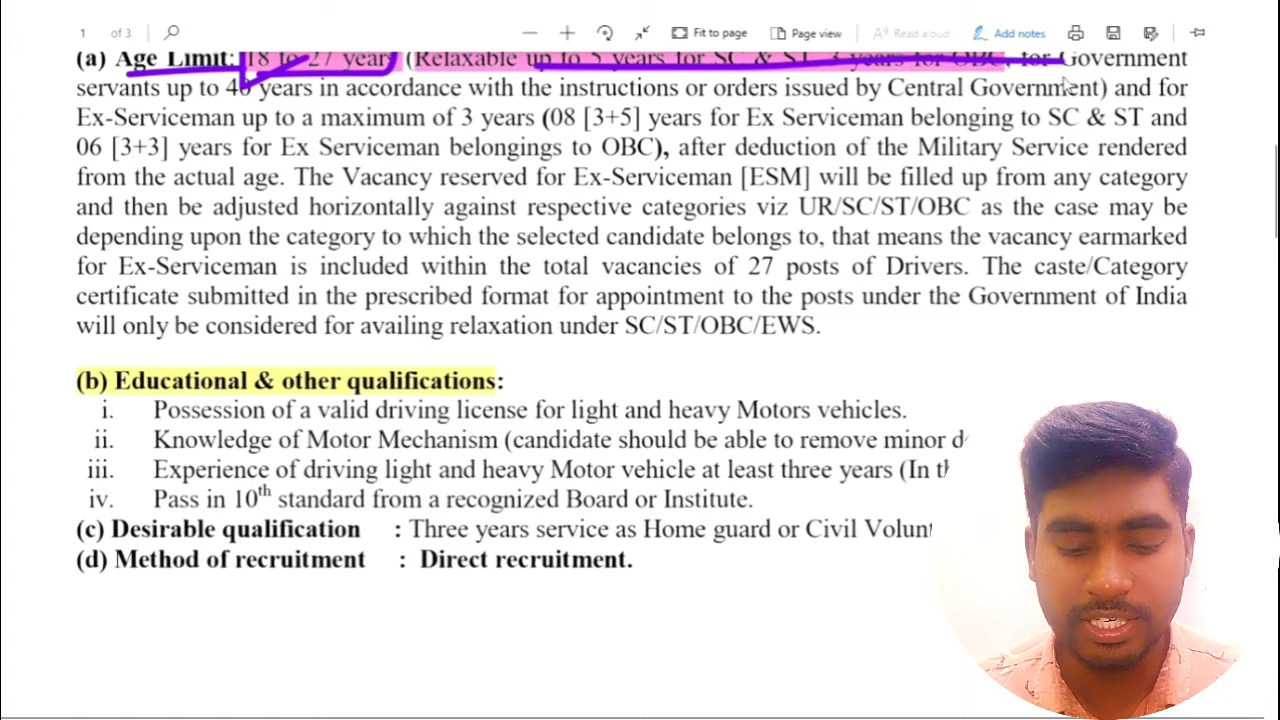 1 of 3 Fit to page Page view Read aloud Add notes
(a) Age Limit: 18 to 27 years (Relaxable up to 5 years for SC & ST, 3 years for OBC, for Government
servants up to 40 years in accordance with the instructions or orders issued by Central Government) and for
Ex-Serviceman up to a maximum of 3 years (08 [3+5] years for Ex Serviceman belonging to SC & ST and
06 [3+3] years for Ex Serviceman belongings to OBC), after deduction of the Military Service rendered
from the actual age. The Vacancy reserved for Ex-Serviceman [ESM] will be filled up from any category
and then be adjusted horizontally against respective categories viz UR/SC/ST/OBC as the case may be
depending upon the category to which the selected candidate belongs to, that means the vacancy earmarked
for Ex-Serviceman is included within the total vacancies of 27 posts of Drivers. The caste/Category
certificate submitted in the prescribed format for appointment to the posts under the Government of India
will only be considered for availing relaxation under SC/ST/OBC/EWS.
(b) Educational & other qualifications:
i. Possession of a valid driving license for light and heavy Motors vehicles.
ii. Knowledge of Motor Mechanism (candidate should be able to remove minor
iii. Experience of driving light and heavy Motor vehicle at least three years (In
iv. Pass in 10th standard from a recognized Board or Institute.
(c) Desirable qualification : Three years service as Home guard or Civil
(d) Method of recruitment : Direct recruitment.